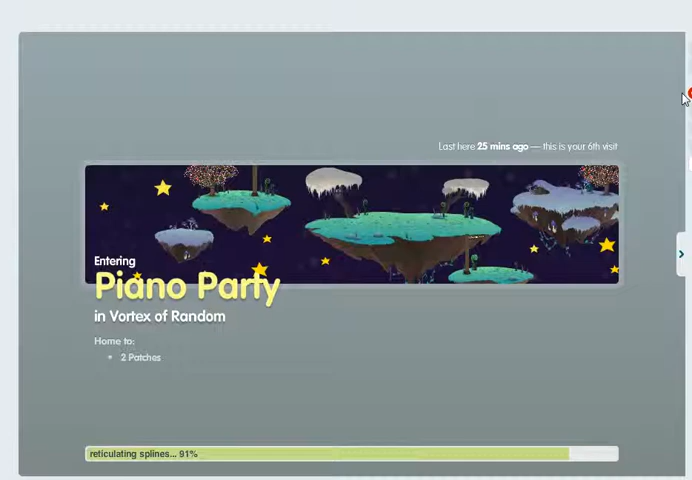 Last here 25 mins ago — this is your 6th visit
Entering
Piano Party
in Vortex of Random
Home to:
2 Patches
reticulating splines... 91%